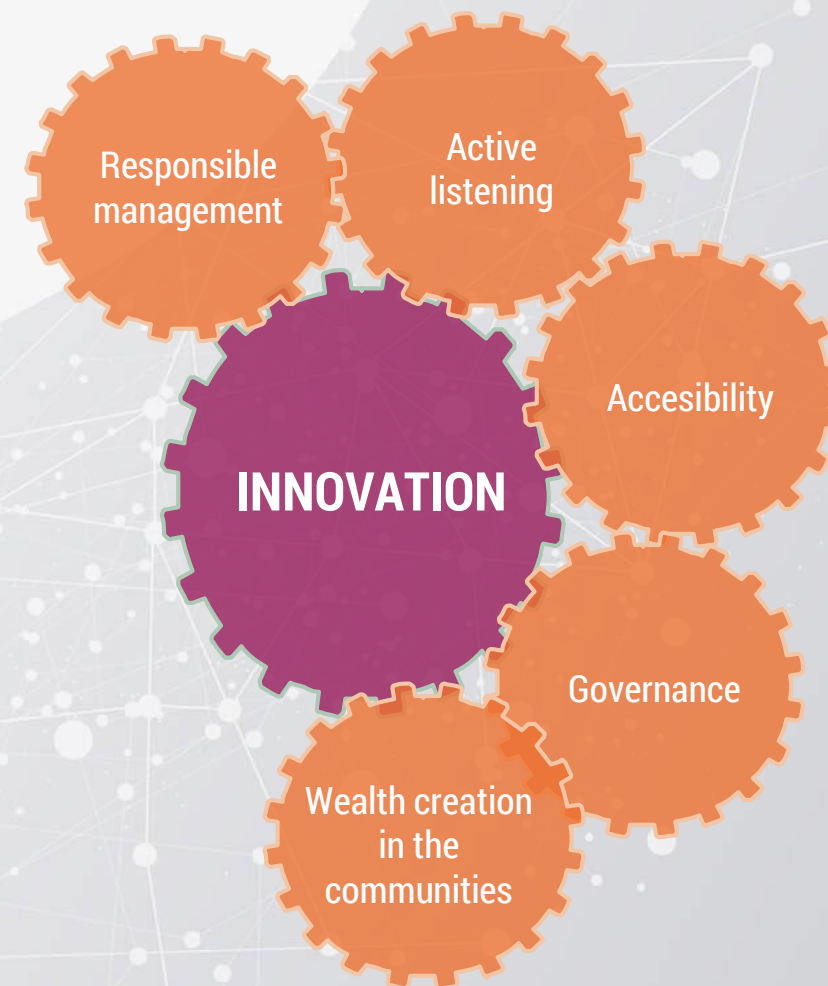 Responsible
management
Active
listening
Accesibility
INNOVATION
Governance
Wealth creation
in the
communities